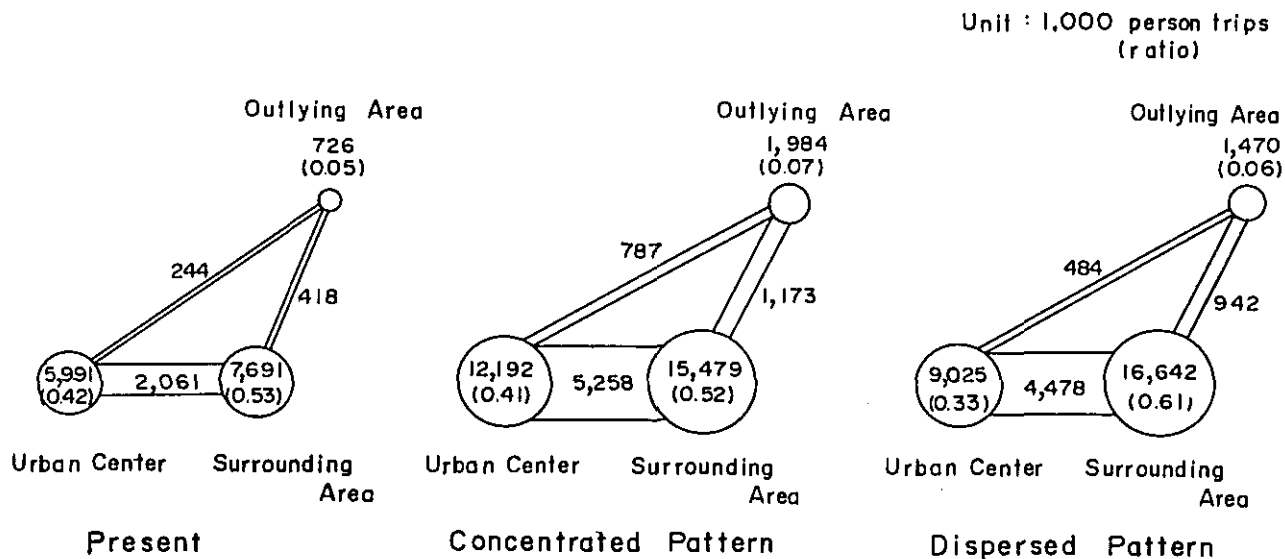 Unit : 1,000 person trips
(ratio)
Outlying Area
726
(0.05)
244
418
5,991
(0.42)
2,061
7,691
(0.53)
Urban Center
Surrounding
Area
Present
Outlying Area
1,984
(0.07)
787
1,173
12,192
(0.41)
5,258
15,479
(0.52)
Urban Center
Surrounding
Area
Concentrated Pattern
Outlying Area
1,470
(0.06)
484
942
9,025
(0.33)
4,478
16,642
(0.61)
Urban Center
Surrounding
Area
Dispersed Pattern